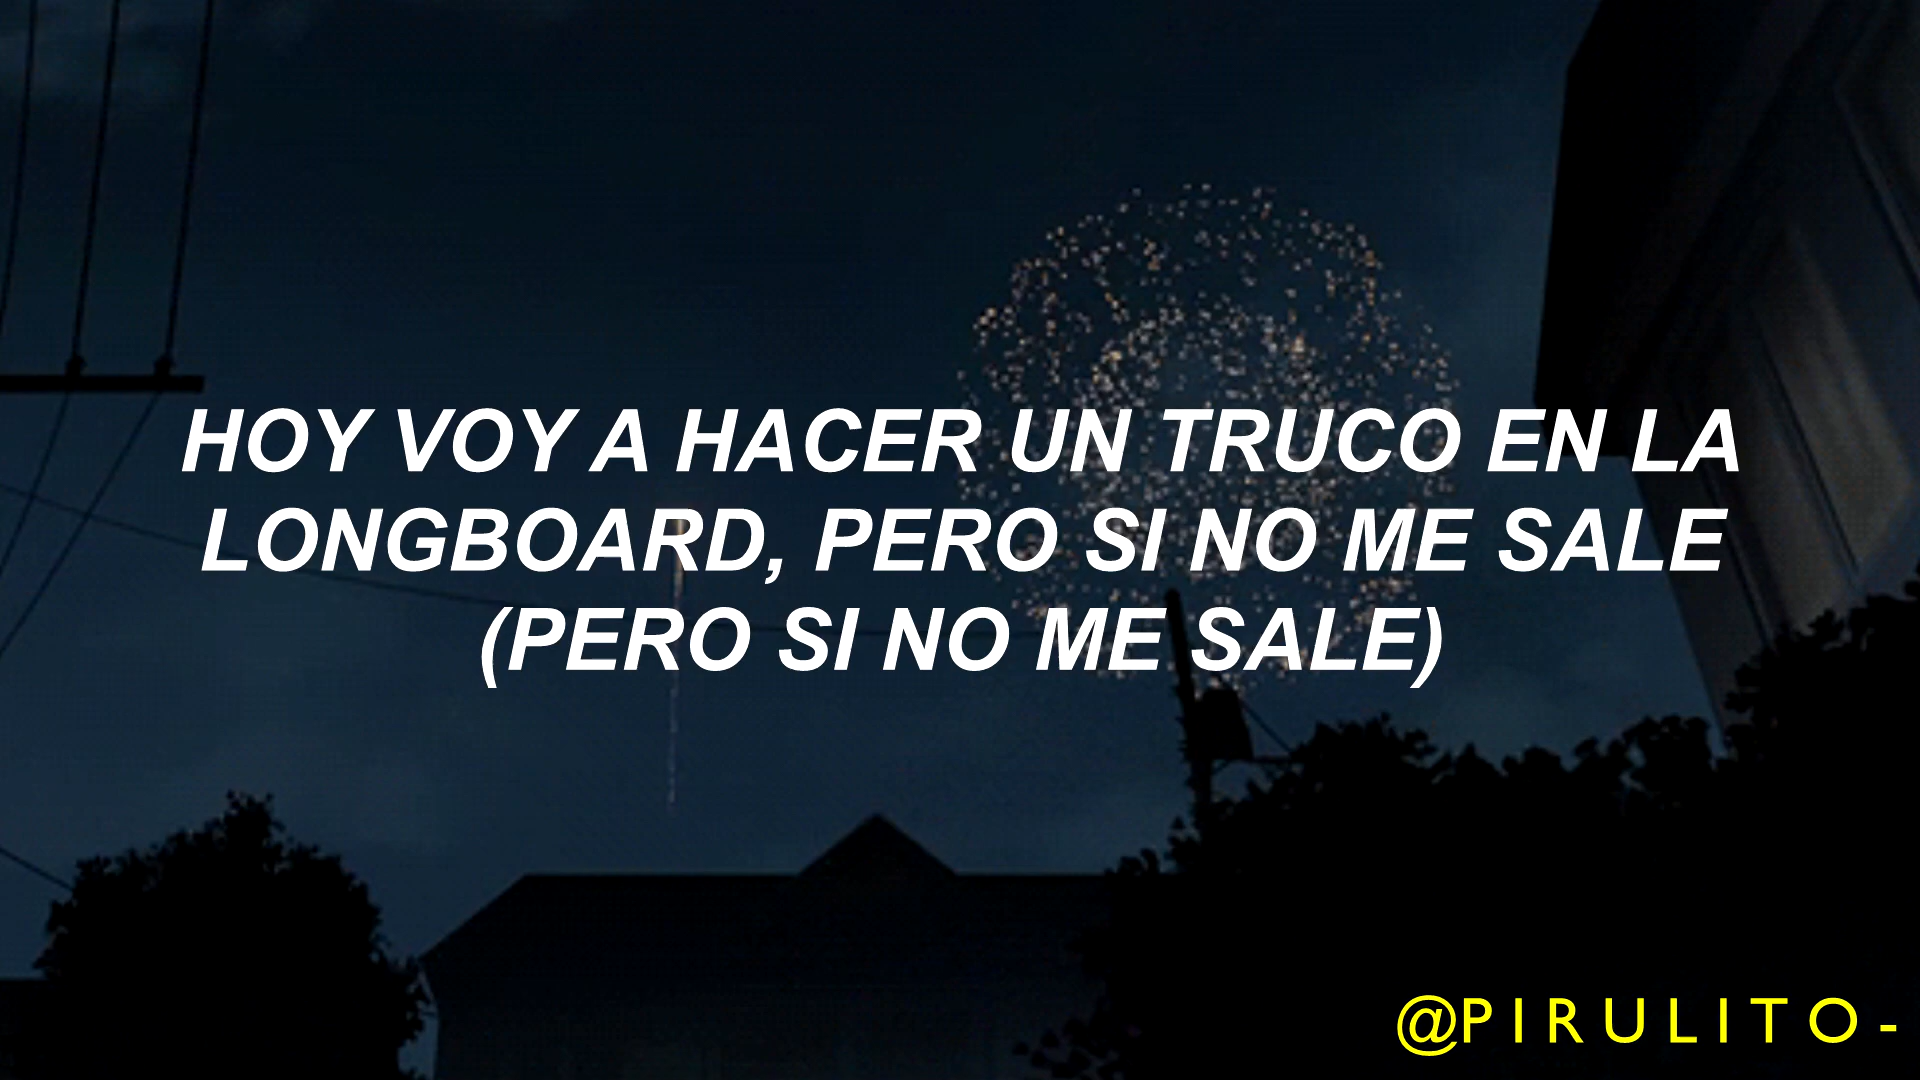 HOY VOY A HACER UN TRUCO EN LA
LONGBOARD, PERO SI NO ME SALE
(PERO SI NO ME SALE)
@PIRULITO-